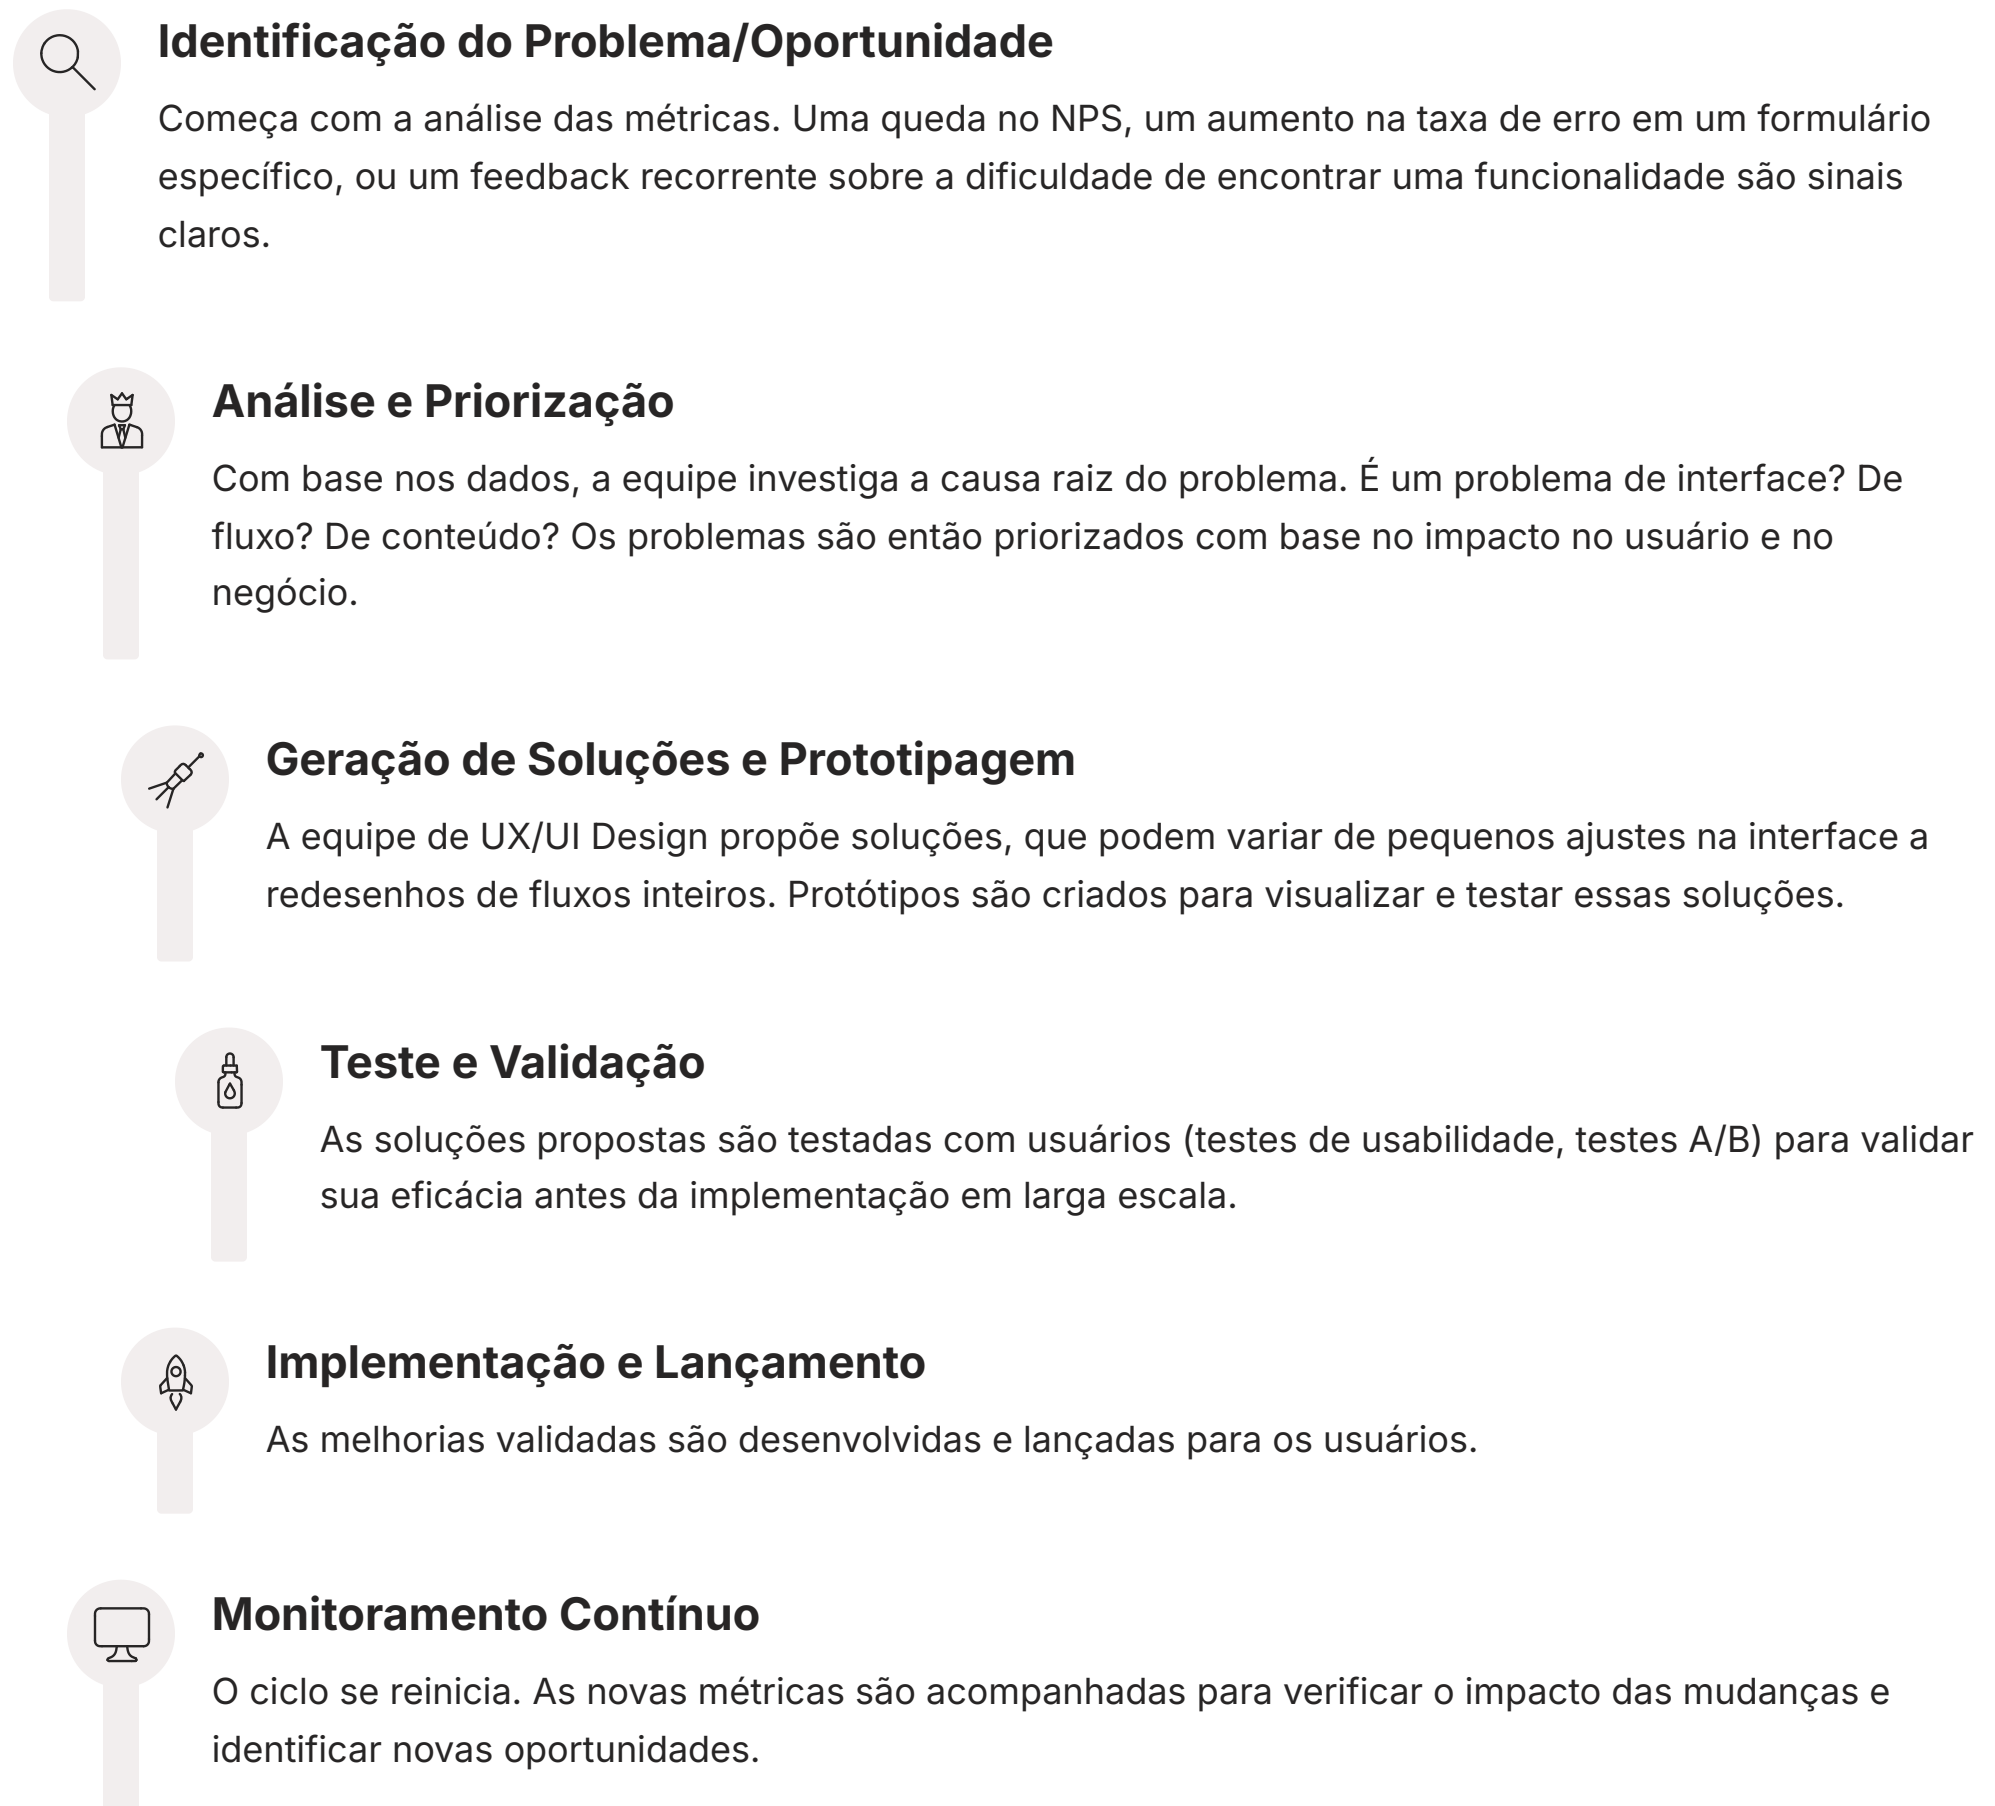 Identificação do Problema/Oportunidade
Começa com a análise das métricas. Uma queda no NPS, um aumento na taxa de erro em um formulário
específico, ou um feedback recorrente sobre a dificuldade de encontrar uma funcionalidade são sinais
claros.
Análise e Priorização
Com base nos dados, a equipe investiga a causa raiz do problema. É um problema de interface? De
fluxo? De conteúdo? Os problemas são então priorizados com base no impacto no usuário e no
negócio.
Geração de Soluções e Prototipagem
A equipe de UX/UI Design propõe soluções, que podem variar de pequenos ajustes na interface a
redesenhos de fluxos inteiros. Protótipos são criados para visualizar e testar essas soluções.
Teste e Validação
As soluções propostas são testadas com usuários (testes de usabilidade, testes A/B) para validar
sua eficácia antes da implementação em larga escala.
Implementação e Lançamento
As melhorias validadas são desenvolvidas e lançadas para os usuários.
Monitoramento Contínuo
O ciclo se reinicia. As novas métricas são acompanhadas para verificar o impacto das mudanças e
identificar novas oportunidades.